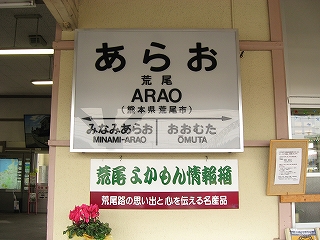 あらお
荒尾
ARAO
(熊本県荒尾市)
みなみあらお おおむた
MINAMI-ARAO ŌMUTA
荒尾よかもん情報箱
荒尾路の思い出と心を伝える名産品